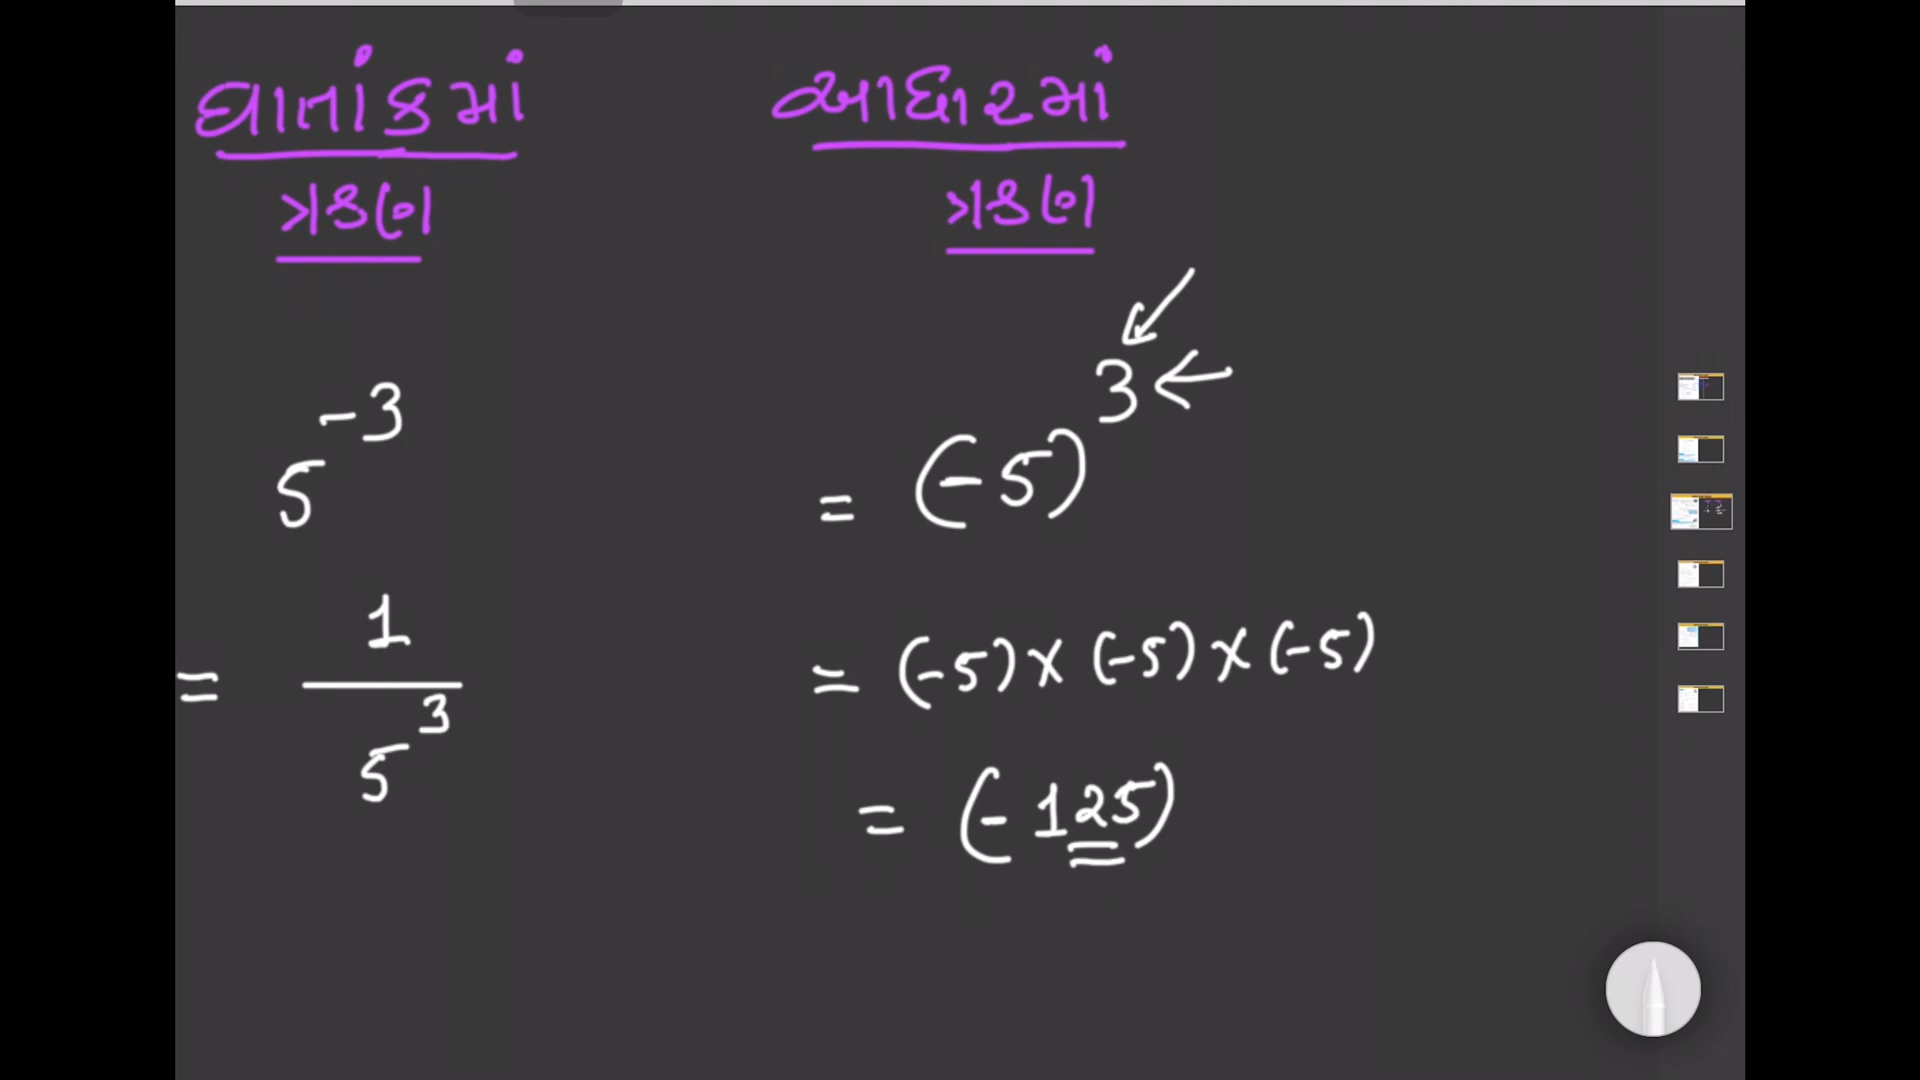 ઘાતાંકમાં
ઋણ
5^-3
= 1/5^3
આધારમાં
ઋણ
= (-5)^3
= (-5) × (-5) × (-5)
= (-125)